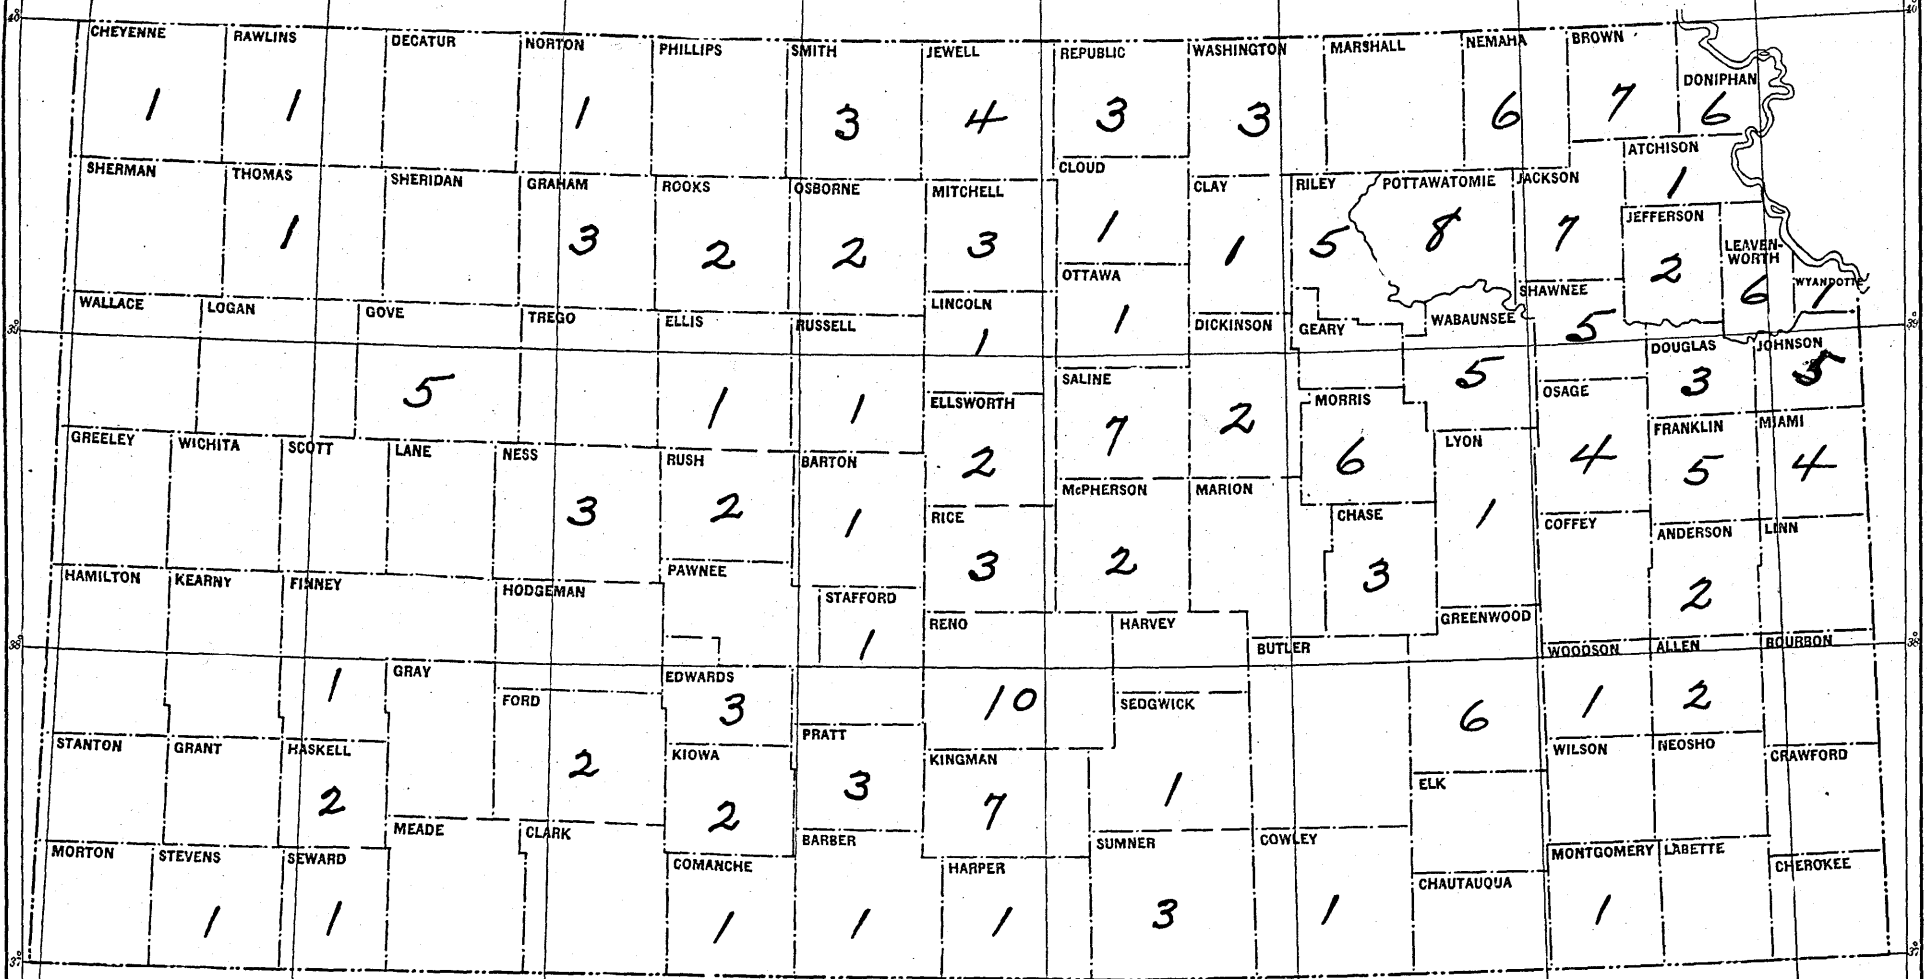 40° 40°
CHEYENNE RAWLINS DECATUR NORTON PHILLIPS SMITH JEWELL REPUBLIC WASHINGTON MARSHALL NEMAHA BROWN DONIPHAN
1 1 1 3 4 3 3 6 7 6
ATCHISON
1
SHERMAN THOMAS SHERIDAN GRAHAM ROOKS OSBORNE MITCHELL CLOUD CLAY RILEY POTTAWATOMIE JACKSON JEFFERSON LEAVEN-
WORTH WYANDOTTE
1 3 2 2 3 1 1 5 8 7 2 6 1
WALLACE LOGAN GOVE TREGO ELLIS RUSSELL LINCOLN OTTAWA DICKINSON GEARY WABAUNSEE SHAWNEE DOUGLAS JOHNSON
39° 39°
5 1 1 1 1 2 5 5 3 5
ELLSWORTH SALINE MORRIS OSAGE
2 7 6 4
GREELEY WICHITA SCOTT LANE NESS RUSH BARTON RICE McPHERSON MARION CHASE LYON FRANKLIN MIAMI
3 2 1 3 2 3 1 5 4
COFFEY ANDERSON LINN
2
HAMILTON KEARNY FINNEY HODGEMAN PAWNEE STAFFORD RENO HARVEY BUTLER GREENWOOD WOODSON ALLEN BOURBON
38° 38°
1 1 10 6 1 2
GRAY FORD EDWARDS SEDGWICK
2 3 1
STANTON GRANT HASKELL KIOWA PRATT KINGMAN ELK WILSON NEOSHO CRAWFORD
2 2 3 7
MORTON STEVENS SEWARD MEADE CLARK COMANCHE BARBER HARPER SUMNER COWLEY CHAUTAUQUA MONTGOMERY LABETTE CHEROKEE
1 1 1 1 1 3 1 1
37° 37°